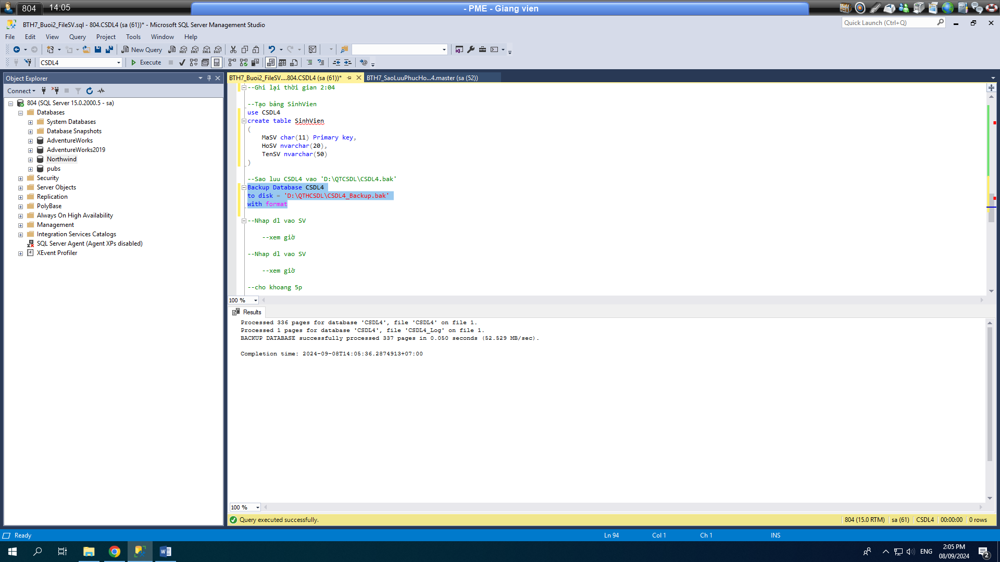 804
14:05
- PME - Giang vien
BTH7_Buoi2_FileSV.sql - 804.CSDL4 (sa (61))* - Microsoft SQL Server Management Studio
Quick Launch (Ctrl+Q)
File Edit View Query Project Tools Window Help
New Query
MDX DMX XMLA DAX
CSDL4
Execute
Object Explorer
Connect
804 (SQL Server 15.0.2000.5 - sa)
Databases
System Databases
Database Snapshots
AdventureWorks
AdventureWorks2019
Northwind
pubs
Security
Server Objects
Replication
PolyBase
Always On High Availability
Management
Integration Services Catalogs
SQL Server Agent (Agent XPs disabled)
XEvent Profiler
BTH7_Buoi2_FileSV....804.CSDL4 (sa (61))*
BTH7_SaoLuuPhucHo...4.master (sa (52))
--Ghi lại thời gian 2:04
--Tạo bảng SinhVien
use CSDL4
create table SinhVien
(
MaSV char(11) Primary key,
HoSV nvarchar(20),
TenSV nvarchar(50)
)
--Sao luu CSDL4 vao 'D:\QTCSDL\CSDL4.bak'
Backup Database CSDL4
to disk = 'D:\QTHCSDL\CSDL4_Backup.bak'
with format
--Nhap dl vao SV
--xem giờ
--Nhap dl vao SV
--xem giờ
--cho khoang 5p
100 %
Results
Processed 336 pages for database 'CSDL4', file 'CSDL4' on file 1.
Processed 1 pages for database 'CSDL4', file 'CSDL4_Log' on file 1.
BACKUP DATABASE successfully processed 337 pages in 0.050 seconds (52.529 MB/sec).
Completion time: 2024-09-08T14:05:36.2874913+07:00
100 %
Query executed successfully.
804 (15.0 RTM) sa (61) CSDL4 00:00:00 0 rows
Ready
Ln 94 Col 1 Ch 1 INS
ENG
2:05 PM
08/09/2024
2